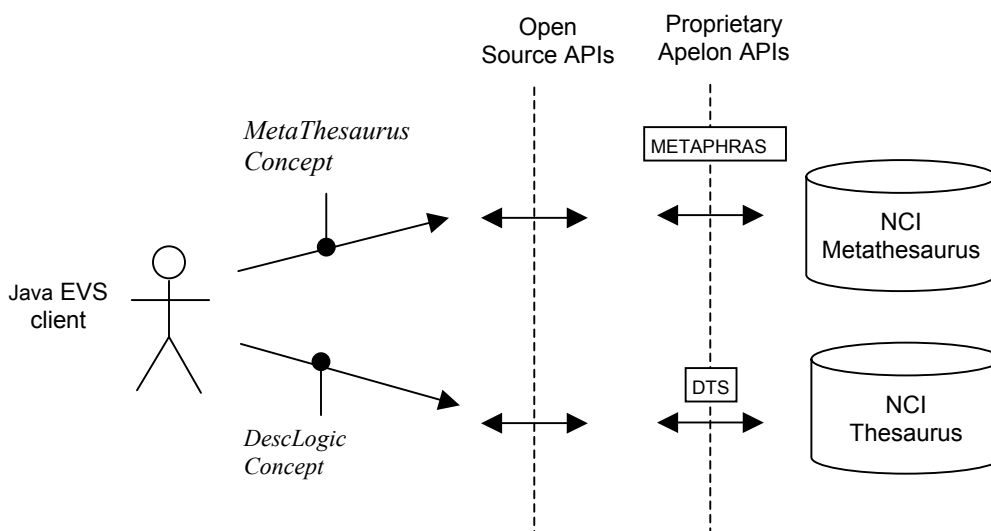 Open
Source APIs
Proprietary
Apelon APIs
MetaThesaurus
Concept
METAPHRAS
NCI
Metathesaurus
Java EVS
client
DTS
NCI
Thesaurus
DescLogic
Concept